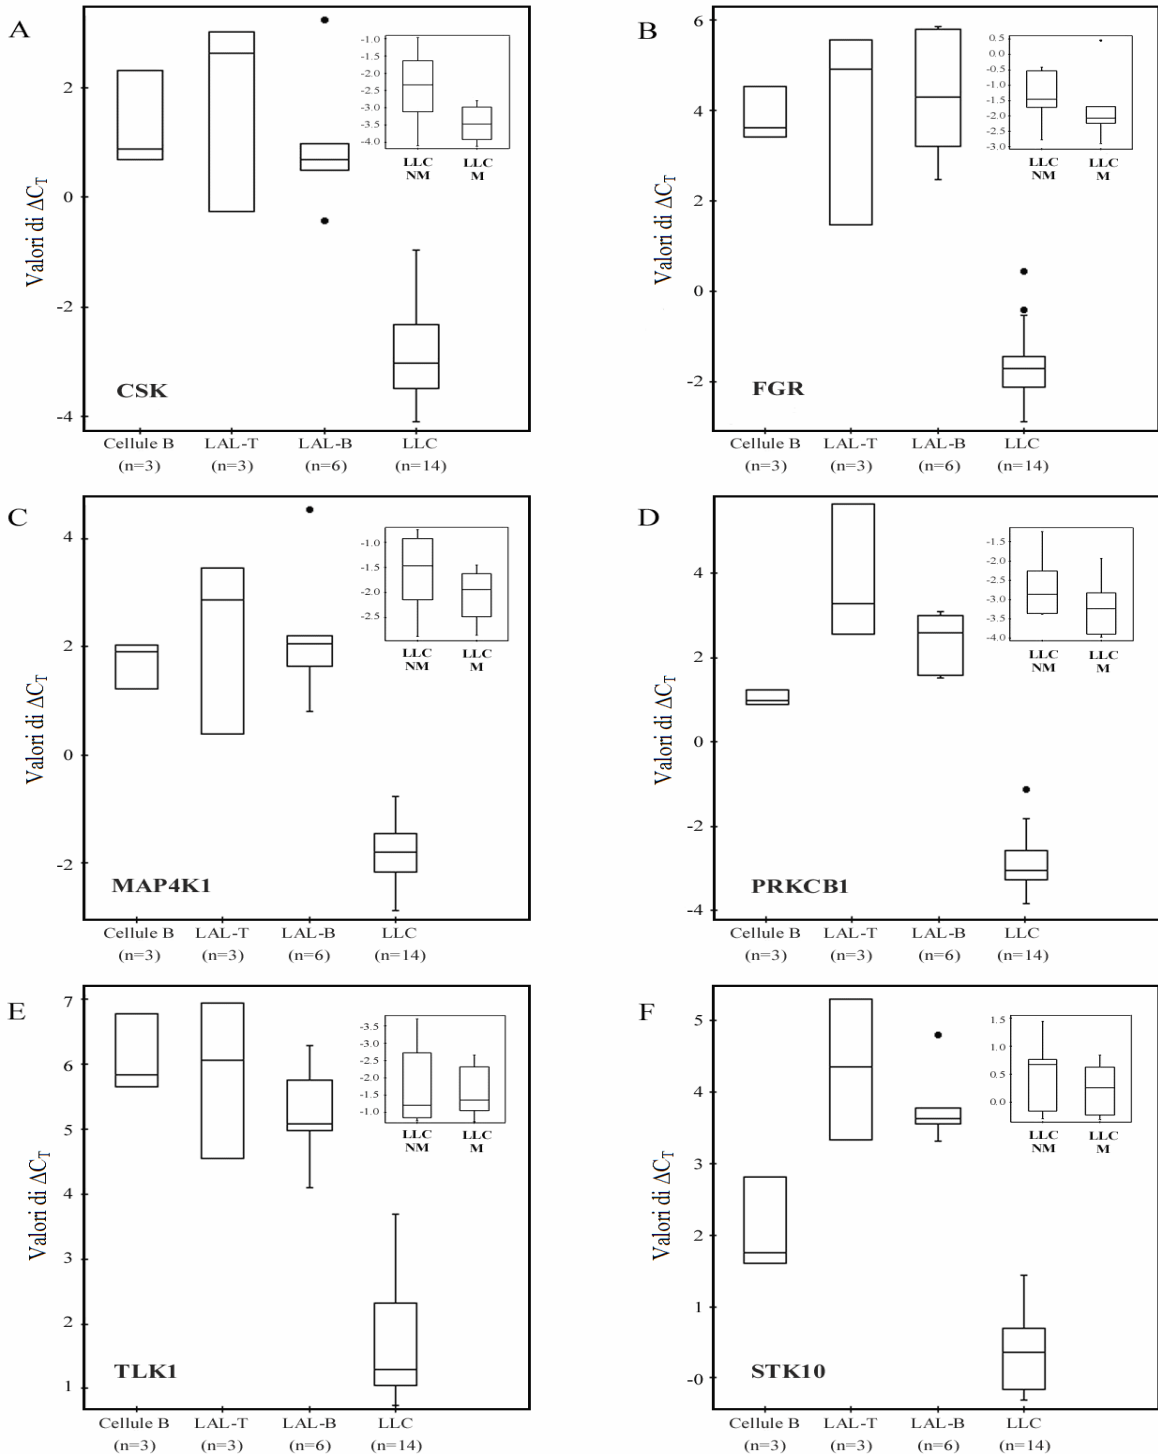 A
Valori di ΔCT
2
0
-2
-4
CSK
Cellule B LAL-T LAL-B LLC
(n=3) (n=3) (n=6) (n=14)
-1.0
-1.5
-2.0
-2.5
-3.0
-3.5
-4.0
LLC LLC
NM M
B
Valori di ΔCT
6
4
2
0
-2
FGR
Cellule B LAL-T LAL-B LLC
(n=3) (n=3) (n=6) (n=14)
0.5
0.0
-0.5
-1.0
-1.5
-2.0
-2.5
-3.0
LLC LLC
NM M
C
Valori di ΔCT
4
2
0
-2
MAP4K1
Cellule B LAL-T LAL-B LLC
(n=3) (n=3) (n=6) (n=14)
-1.0
-1.5
-2.0
-2.5
LLC LLC
NM M
D
Valori di ΔCT
4
2
0
-2
-4
PRKCB1
Cellule B LAL-T LAL-B LLC
(n=3) (n=3) (n=6) (n=14)
-1.5
-2.0
-2.5
-3.0
-3.5
-4.0
LLC LLC
NM M
E
Valori di ΔCT
7
6
5
4
3
2
1
TLK1
Cellule B LAL-T LAL-B LLC
(n=3) (n=3) (n=6) (n=14)
-3.5
-2.5
-2.0
-1.5
-1.0
LLC LLC
NM M
F
Valori di ΔCT
5
4
3
2
1
-0
STK10
Cellule B LAL-T LAL-B LLC
(n=3) (n=3) (n=6) (n=14)
1.5
1.0
0.5
0.0
LLC LLC
NM M